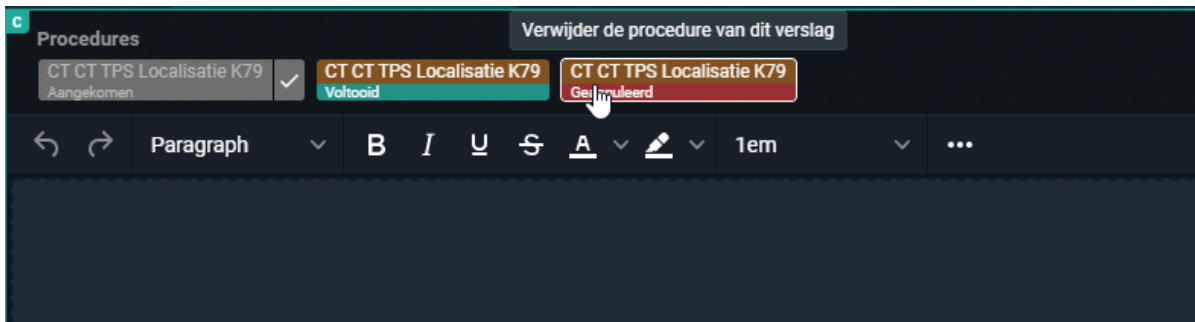 C
Verwijder de procedure van dit verslag
Procedures
CT CT TPS Localisatie K79
Aangekomen
CT CT TPS Localisatie K79
Voltooid
CT CT TPS Localisatie K79
Paragraph
B I U S A 1em